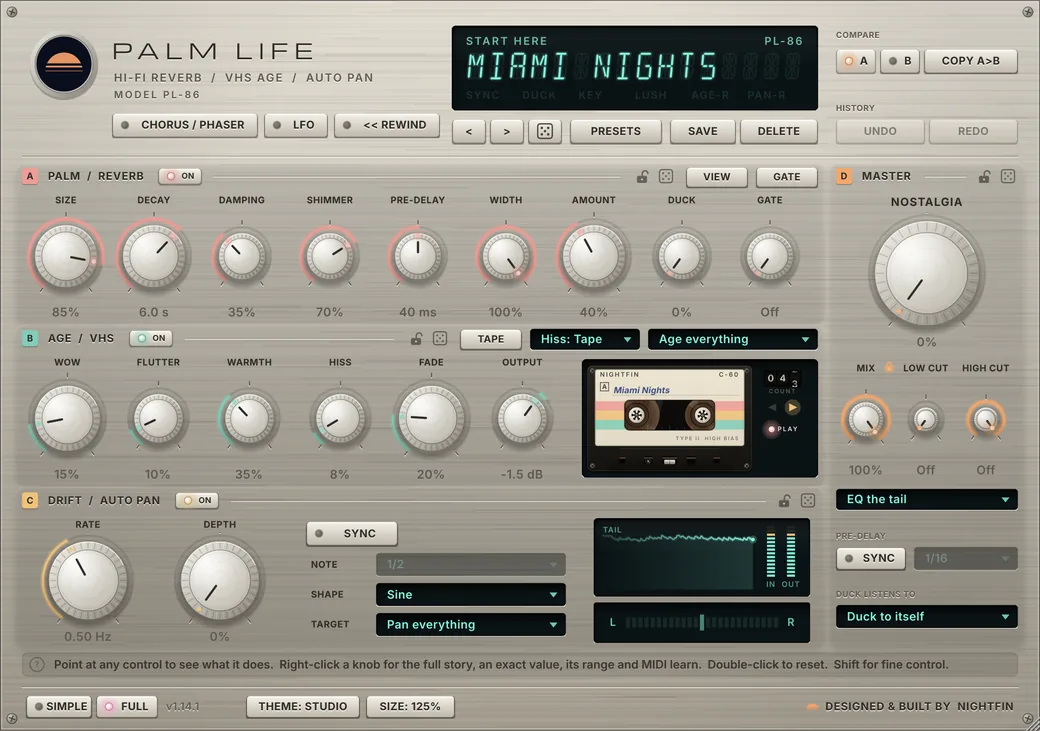 PALM LIFE
HI-FI REVERB / VHS AGE / AUTO PAN
MODEL PL-86
CHORUS / PHASER
LFO
<< REWIND
START HERE
PL-86
MIAMI NIGHTS
SYNC DUCK KEY LUSH AGE-R PAN-R
<
>
PRESETS
SAVE
DELETE
COMPARE
A
B
COPY A>B
HISTORY
UNDO
REDO
A PALM / REVERB
ON
VIEW
GATE
SIZE DECAY DAMPING SHIMMER PRE-DELAY WIDTH AMOUNT DUCK GATE
85% 6.0 s 35% 70% 40 ms 100% 40% 0% Off
B AGE / VHS
ON
TAPE
Hiss: Tape
Age everything
WOW FLUTTER WARMTH HISS FADE OUTPUT
15% 10% 35% 8% 20% -1.5 dB
NIGHTFIN
C-60
A Miami Nights
TYPE II HIGH BIAS
0 4 3
COUNT
PLAY
C DRIFT / AUTO PAN
ON
RATE DEPTH
0.50 Hz 0%
SYNC
NOTE 1/2
SHAPE Sine
TARGET Pan everything
TAIL
IN OUT
L R
D MASTER
NOSTALGIA
0%
MIX LOW CUT HIGH CUT
100% Off Off
EQ the tail
PRE-DELAY
SYNC
1/16
DUCK LISTENS TO
Duck to itself
? Point at any control to see what it does. Right-click a knob for the full story, an exact value, its range and MIDI learn. Double-click to reset. Shift for fine control.
SIMPLE
FULL
v1.14.1
THEME: STUDIO
SIZE: 125%
DESIGNED & BUILT BY NIGHTFIN